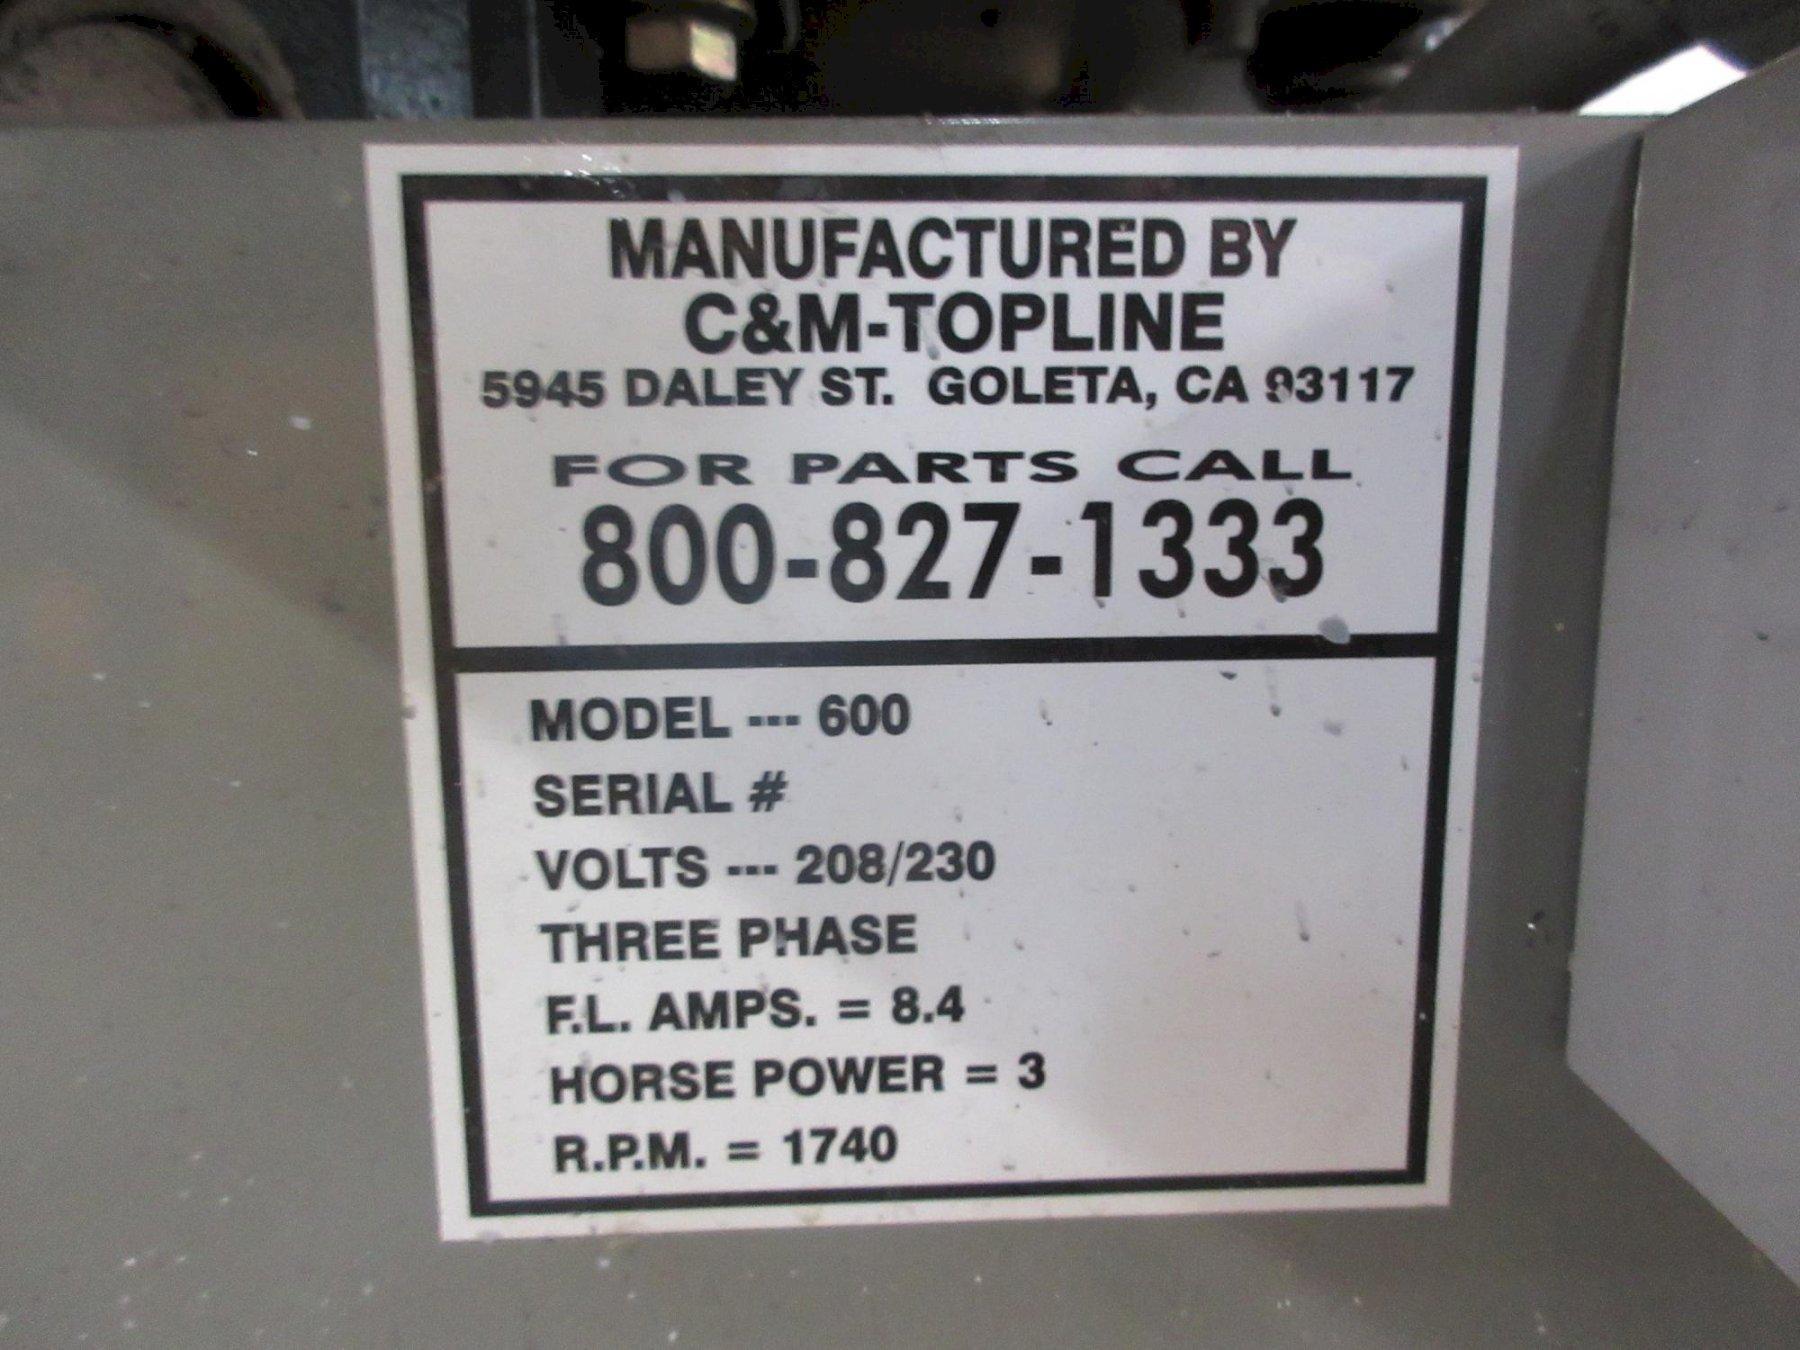 MANUFACTURED BY
C&M-TOPLINE
5945 DALEY ST. GOLETA, CA 93117
FOR PARTS CALL
800-827-1333
MODEL --- 600
SERIAL #
VOLTS --- 208/230
THREE PHASE
F.L. AMPS. = 8.4
HORSE POWER = 3
R.P.M. = 1740